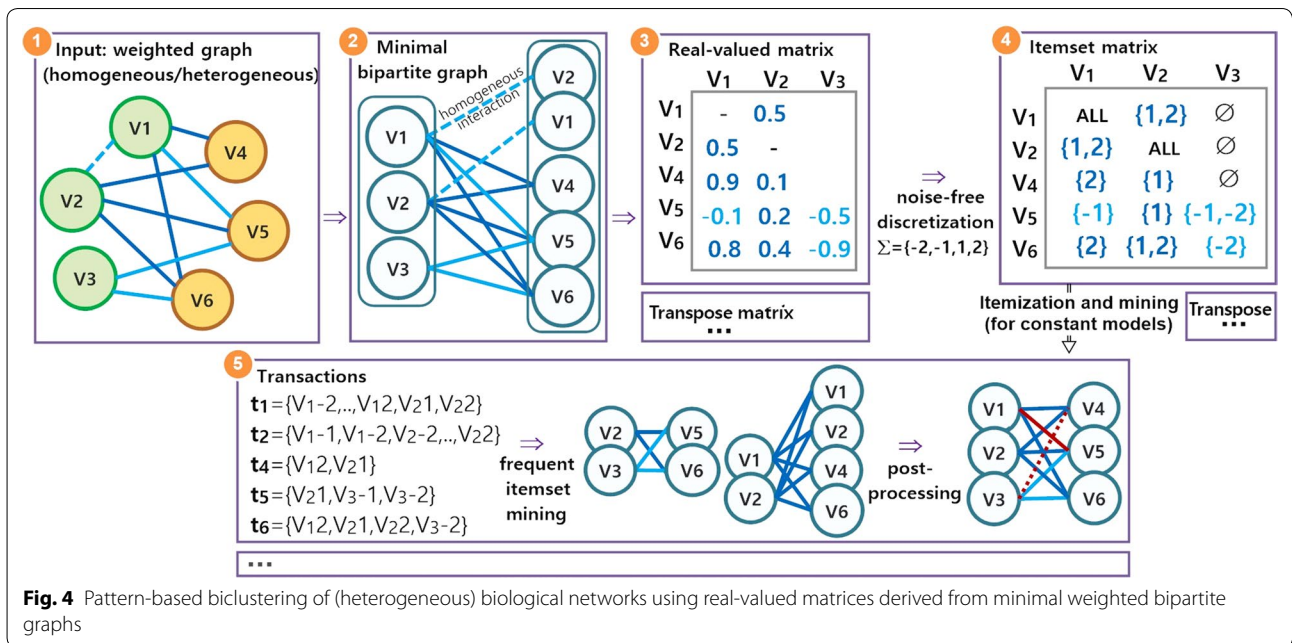 1 Input: weighted graph
(homogeneous/heterogeneous)
V1
V4
V2
V5
V3
V6
⇒
2 Minimal
bipartite graph
homogeneous
interaction
V2
V1
V1
V4
V2
V5
V3
V6
⇒
3 Real-valued matrix
V1 V2 V3
V1 - 0.5
V2 0.5 -
V4 0.9 0.1
V5 -0.1 0.2 -0.5
V6 0.8 0.4 -0.9
Transpose matrix
...
⇒
noise-free
discretization
Σ={-2,-1,1,2}
4 Itemset matrix
V1 V2 V3
V1 ALL {1,2} ∅
V2 {1,2} ALL ∅
V4 {2} {1} ∅
V5 {-1} {1} {-1,-2}
V6 {2} {1,2} {-2}
Itemization and mining
(for constant models)
Transpose
...
5 Transactions
t1={V1-2,..,V12,V21,V22}
t2={V1-1,V1-2,V2-2,..,V22}
t4={V12,V21}
t5={V21,V3-1,V3-2}
t6={V12,V21,V22,V3-2}
⇒
frequent
itemset
mining
V2 V5
V3 V6
V1
V2
V1
V4
V2
V6
⇒
post-
processing
V1 V4
V2 V5
V3 V6
...
Fig. 4 Pattern-based biclustering of (heterogeneous) biological networks using real-valued matrices derived from minimal weighted bipartite
graphs